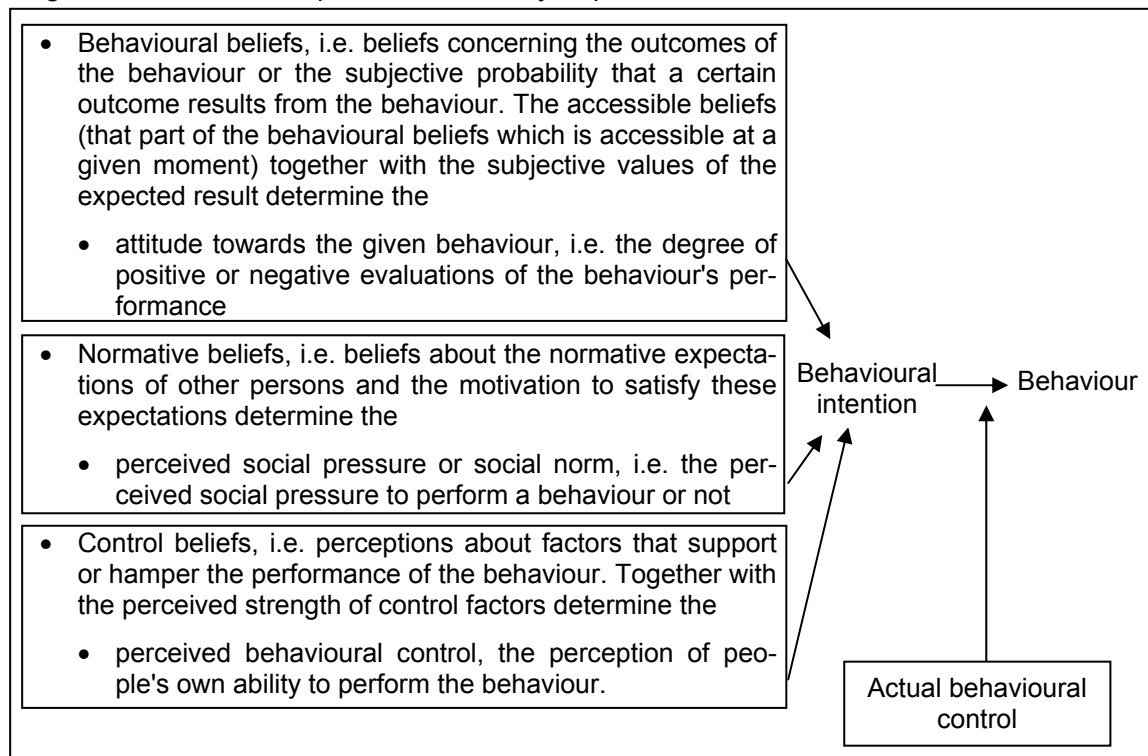 • Behavioural beliefs, i.e. beliefs concerning the outcomes of
the behaviour or the subjective probability that a certain
outcome results from the behaviour. The accessible beliefs
(that part of the behavioural beliefs which is accessible at a
given moment) together with the subjective values of the
expected result determine the
• attitude towards the given behaviour, i.e. the degree of
positive or negative evaluations of the behaviour's per-
formance
• Normative beliefs, i.e. beliefs about the normative expecta-
tions of other persons and the motivation to satisfy these
expectations determine the
• perceived social pressure or social norm, i.e. the per-
ceived social pressure to perform a behaviour or not
• Control beliefs, i.e. perceptions about factors that support
or hamper the performance of the behaviour. Together with
the perceived strength of control factors determine the
• perceived behavioural control, the perception of peo-
ple's own ability to perform the behaviour.
Behavioural
intention
Behaviour
Actual behavioural
control